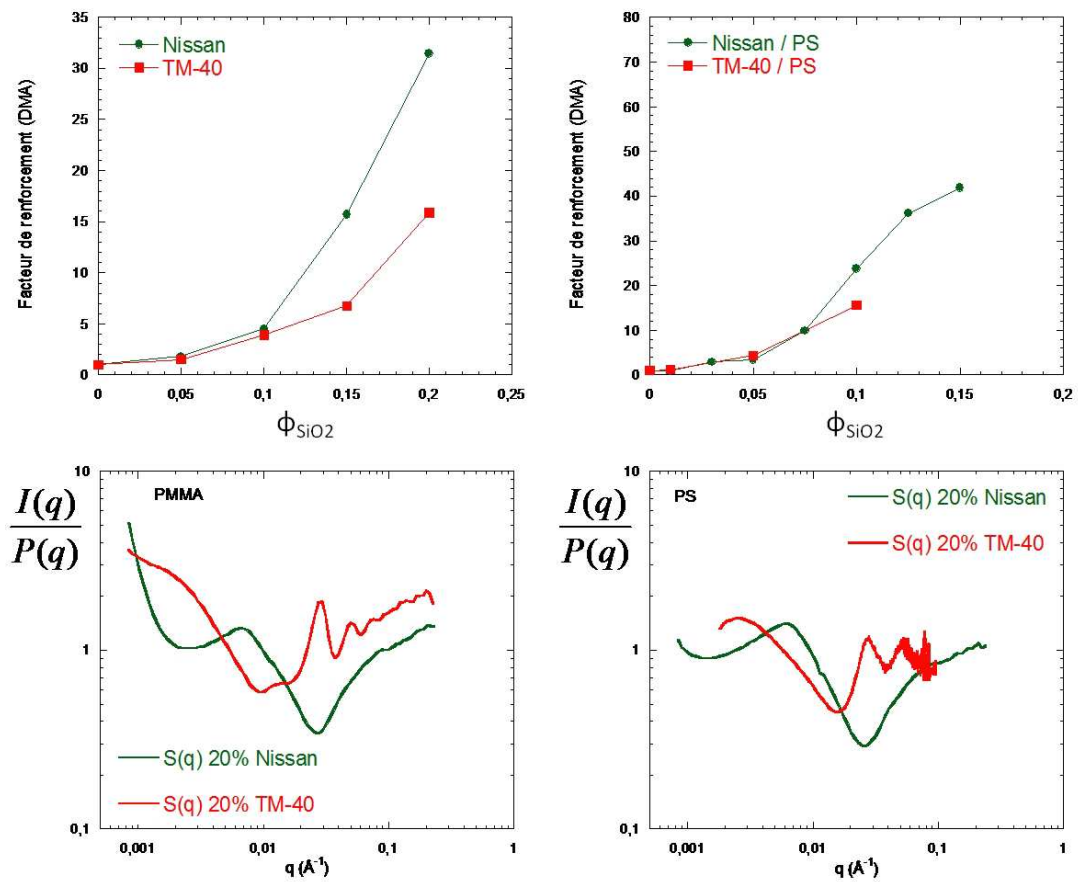 Nissan
TM-40
Facteur de renforcement (DMA)
35
30
25
20
15
10
5
0
0 0,05 0,1 0,15 0,2 0,25
ϕSiO2
Nissan / PS
TM-40 / PS
Facteur de renforcement (DMA)
80
70
60
50
40
30
20
10
0
0 0,05 0,1 0,15 0,2
ϕSiO2
PMMA
I(q)
P(q)
10
1
0,1
S(q) 20% Nissan
S(q) 20% TM-40
0,001 0,01 0,1 1
q (Å-1)
PS
I(q)
P(q)
S(q) 20% Nissan
S(q) 20% TM-40
10
1
0,1
0,001 0,01 0,1 1
q (Å-1)